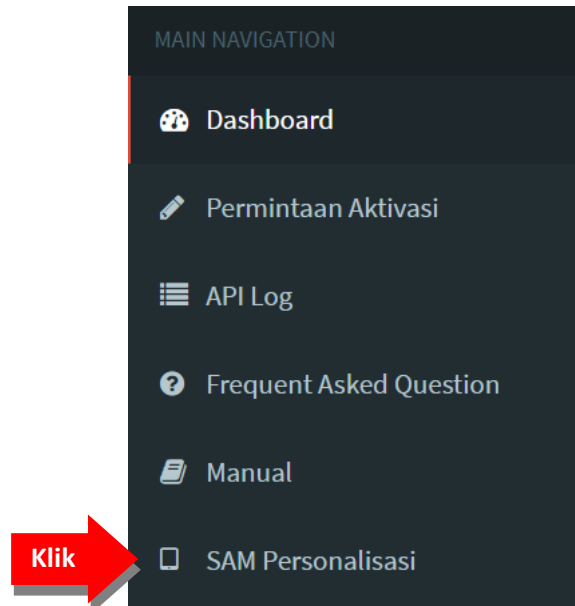 MAIN NAVIGATION
Dashboard
Permintaan Aktivasi
API Log
Frequent Asked Question
Manual
Klik
SAM Personalisasi